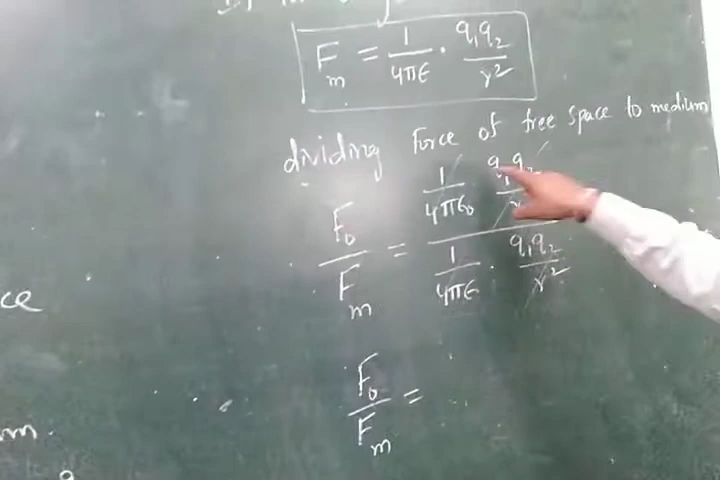 F_m = 1/4πε · q₁q₂/r²
dividing Force of free space to medium
F₀/F_m = (1/4πε₀ q₁q₂/r²) / (1/4πε · q₁q₂/r²)
ce
F₀/F_m =
m.